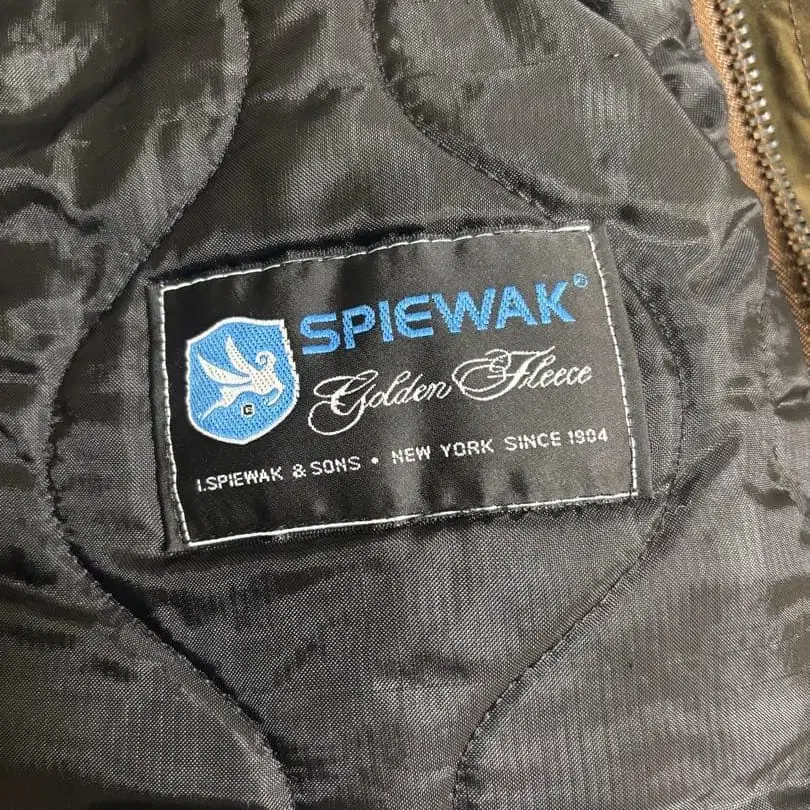 SPIEWAK®
Golden Fleece
I.SPIEWAK & SONS • NEW YORK SINCE 1904